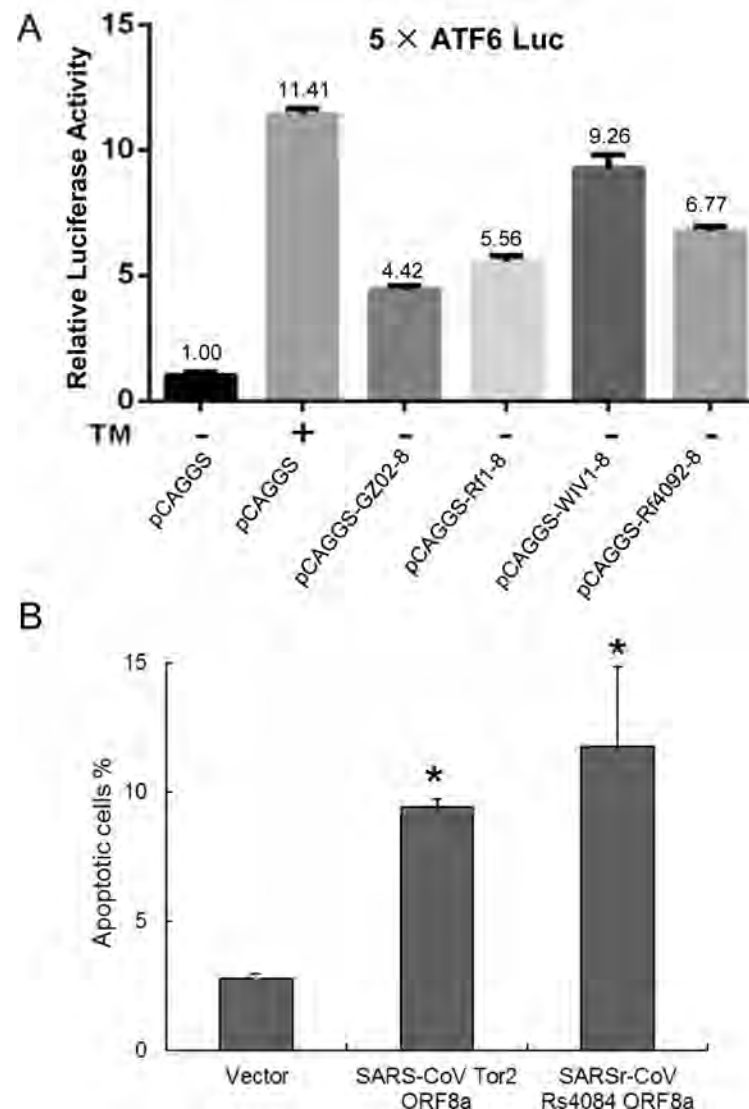 A
5 × ATF6 Luc
Relative Luciferase Activity
15
10
5
0
1.00
11.41
4.42
5.56
9.26
6.77
TM - + - - - -
pCAGGS
pCAGGS
pCAGGS-GZ02-8
pCAGGS-Rf1-8
pCAGGS-WIV1-8
pCAGGS-Rf4092-8
B
Apoptotic cells %
15
10
5
0
*
*
Vector
SARS-CoV Tor2
ORF8a
SARSr-CoV
Rs4084 ORF8a